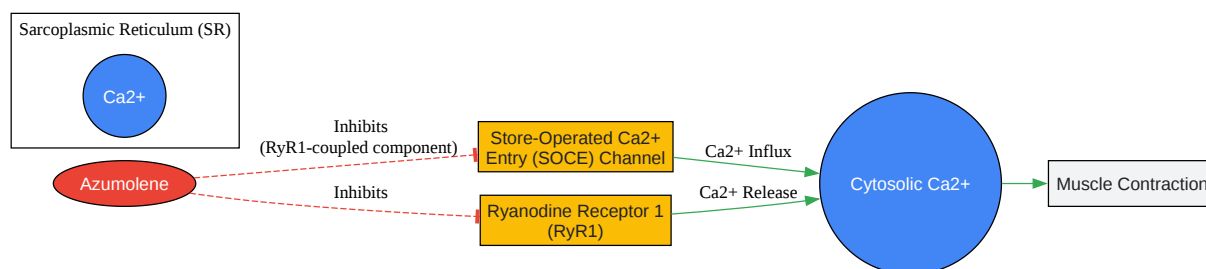 Sarcoplasmic Reticulum (SR)
Ca2+
Azumolene
Inhibits
(RyR1-coupled component)
Inhibits
Store-Operated Ca2+
Entry (SOCE) Channel
Ryanodine Receptor 1
(RyR1)
Ca2+ Influx
Ca2+ Release
Cytosolic Ca2+
Muscle Contraction